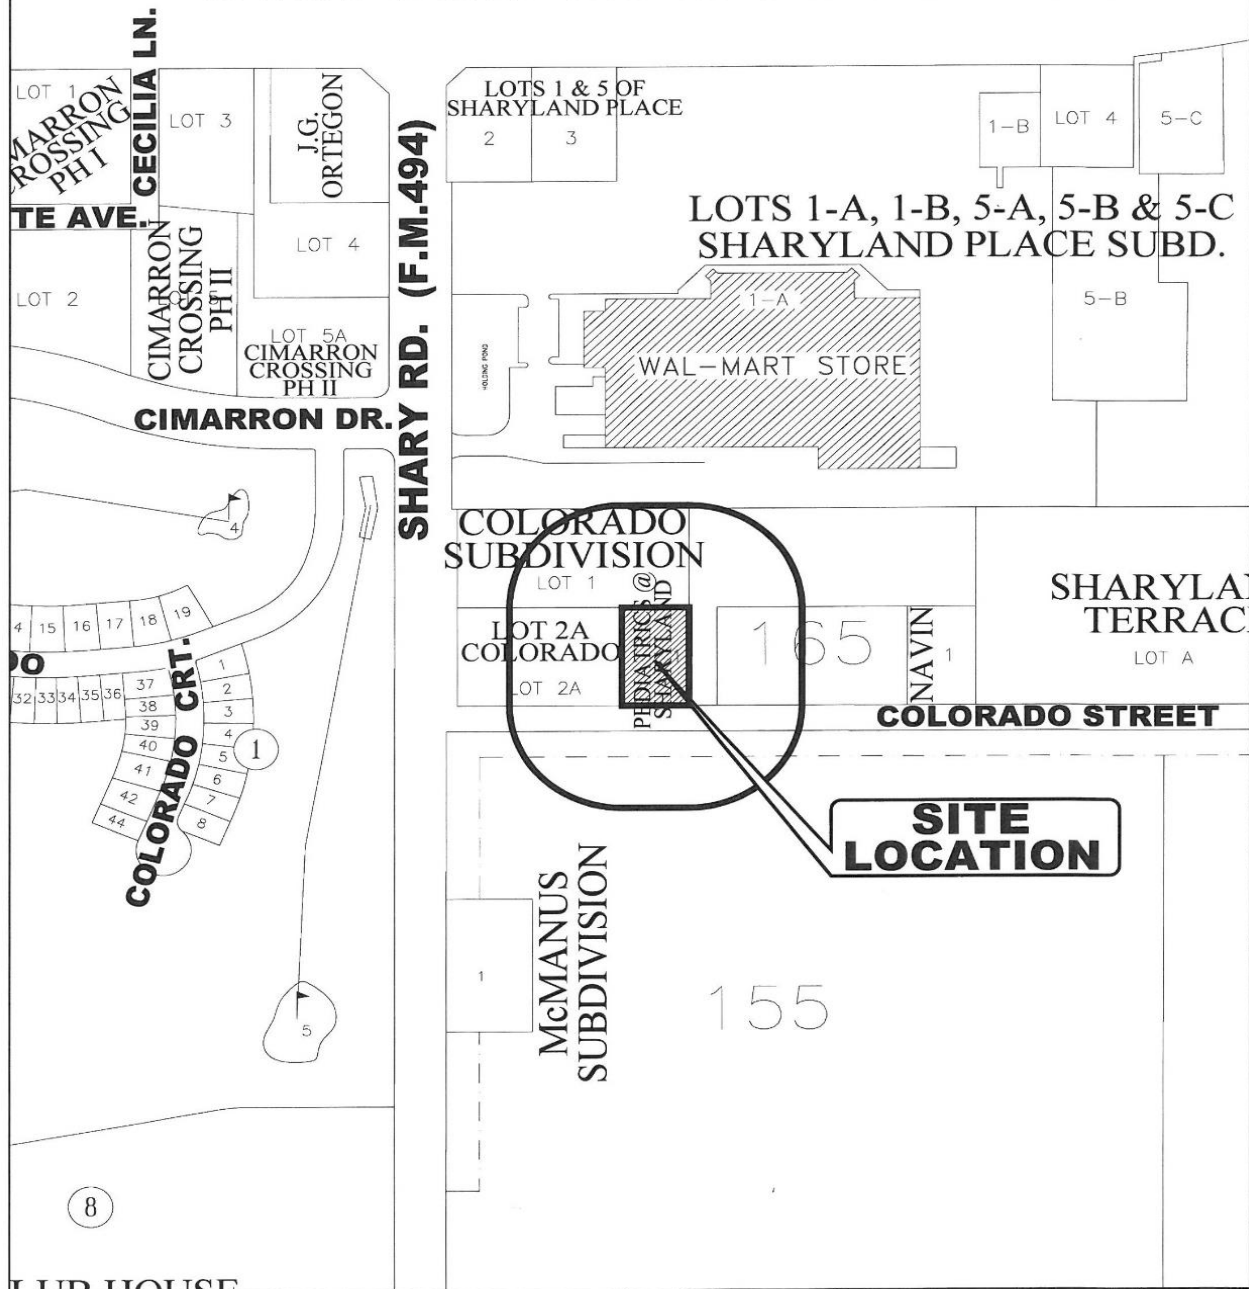 CECILIA LN.
LOT 1
CROSSING
PH I
LOT 3
J.G.
ORTEGON
LOTS 1 & 5 OF
SHARYLAND PLACE
2
3
1-B
LOT 4
5-C
TE AVE.
LOT 4
LOTS 1-A, 1-B, 5-A, 5-B & 5-C
SHARYLAND PLACE SUBD.
SHARY RD. (F.M.494)
LOT 2
CIMARRON
CROSSING
PH II
LOT 5A
CIMARRON
CROSSING
PH II
HOLDING POND
1-A
WAL-MART STORE
5-B
CIMARRON DR.
4
COLORADO
SUBDIVISION
LOT 1
PEDIATRICS @
SHARYLAND
LOT 2A
COLORADO
LOT 2A
165
NAVIN
1
SHARYLA
TERRAC
LOT A
4
15
16
17
18
19
DO
32
33
34
35
36
37
38
39
40
41
42
44
COLORADO CRT.
1
2
3
4
5
6
7
8
1
COLORADO STREET
SITE
LOCATION
McMANUS
SUBDIVISION
1
155
5
8
LUB HOUSE